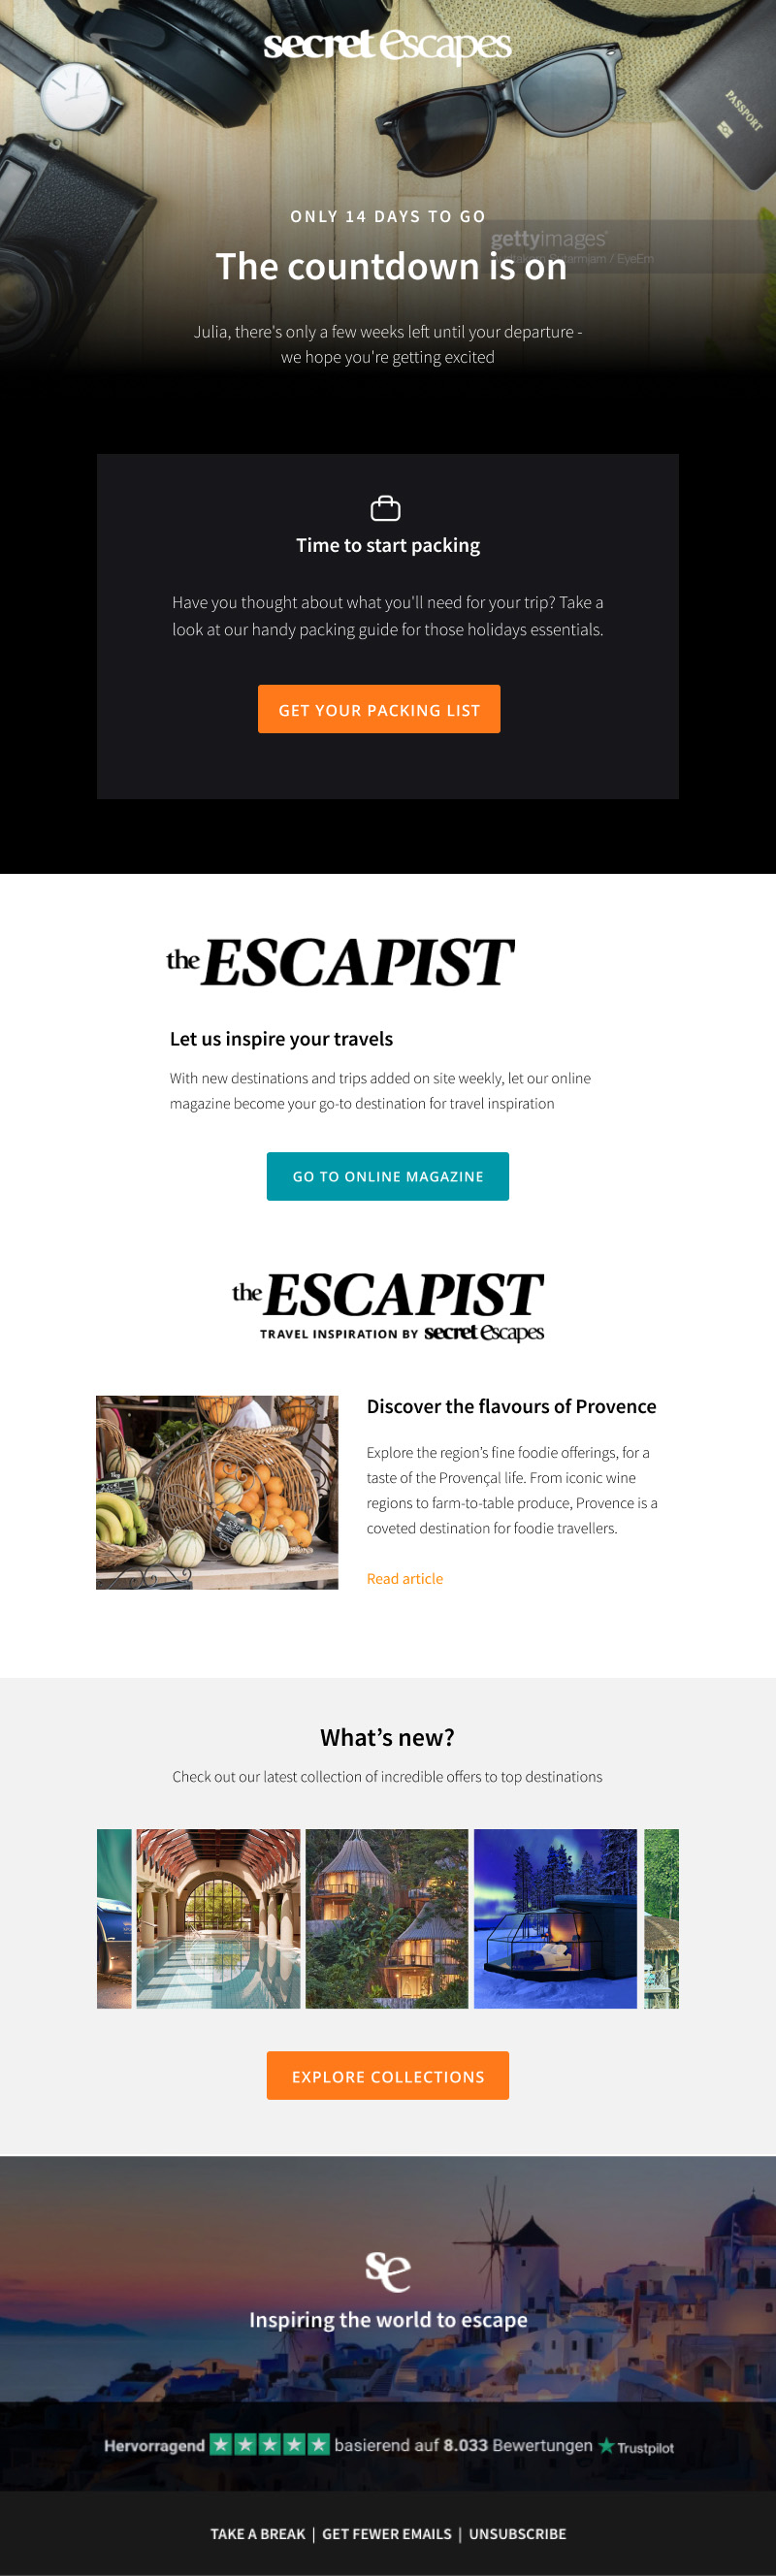 secret escapes
PASSPORT
ONLY 14 DAYS TO GO
gettyimages®
/ EyeEm
The countdown is on
Julia, there's only a few weeks left until your departure -
we hope you're getting excited
Time to start packing
Have you thought about what you'll need for your trip? Take a
look at our handy packing guide for those holidays essentials.
GET YOUR PACKING LIST
the ESCAPIST
Let us inspire your travels
With new destinations and trips added on site weekly, let our online
magazine become your go-to destination for travel inspiration
GO TO ONLINE MAGAZINE
the ESCAPIST
TRAVEL INSPIRATION BY secret escapes
Discover the flavours of Provence
Explore the region's fine foodie offerings, for a
taste of the Provençal life. From iconic wine
regions to farm-to-table produce, Provence is a
coveted destination for foodie travellers.
Read article
What's new?
Check out our latest collection of incredible offers to top destinations
EXPLORE COLLECTIONS
se
Inspiring the world to escape
Hervorragend basierend auf 8.033 Bewertungen Trustpilot
TAKE A BREAK | GET FEWER EMAILS | UNSUBSCRIBE